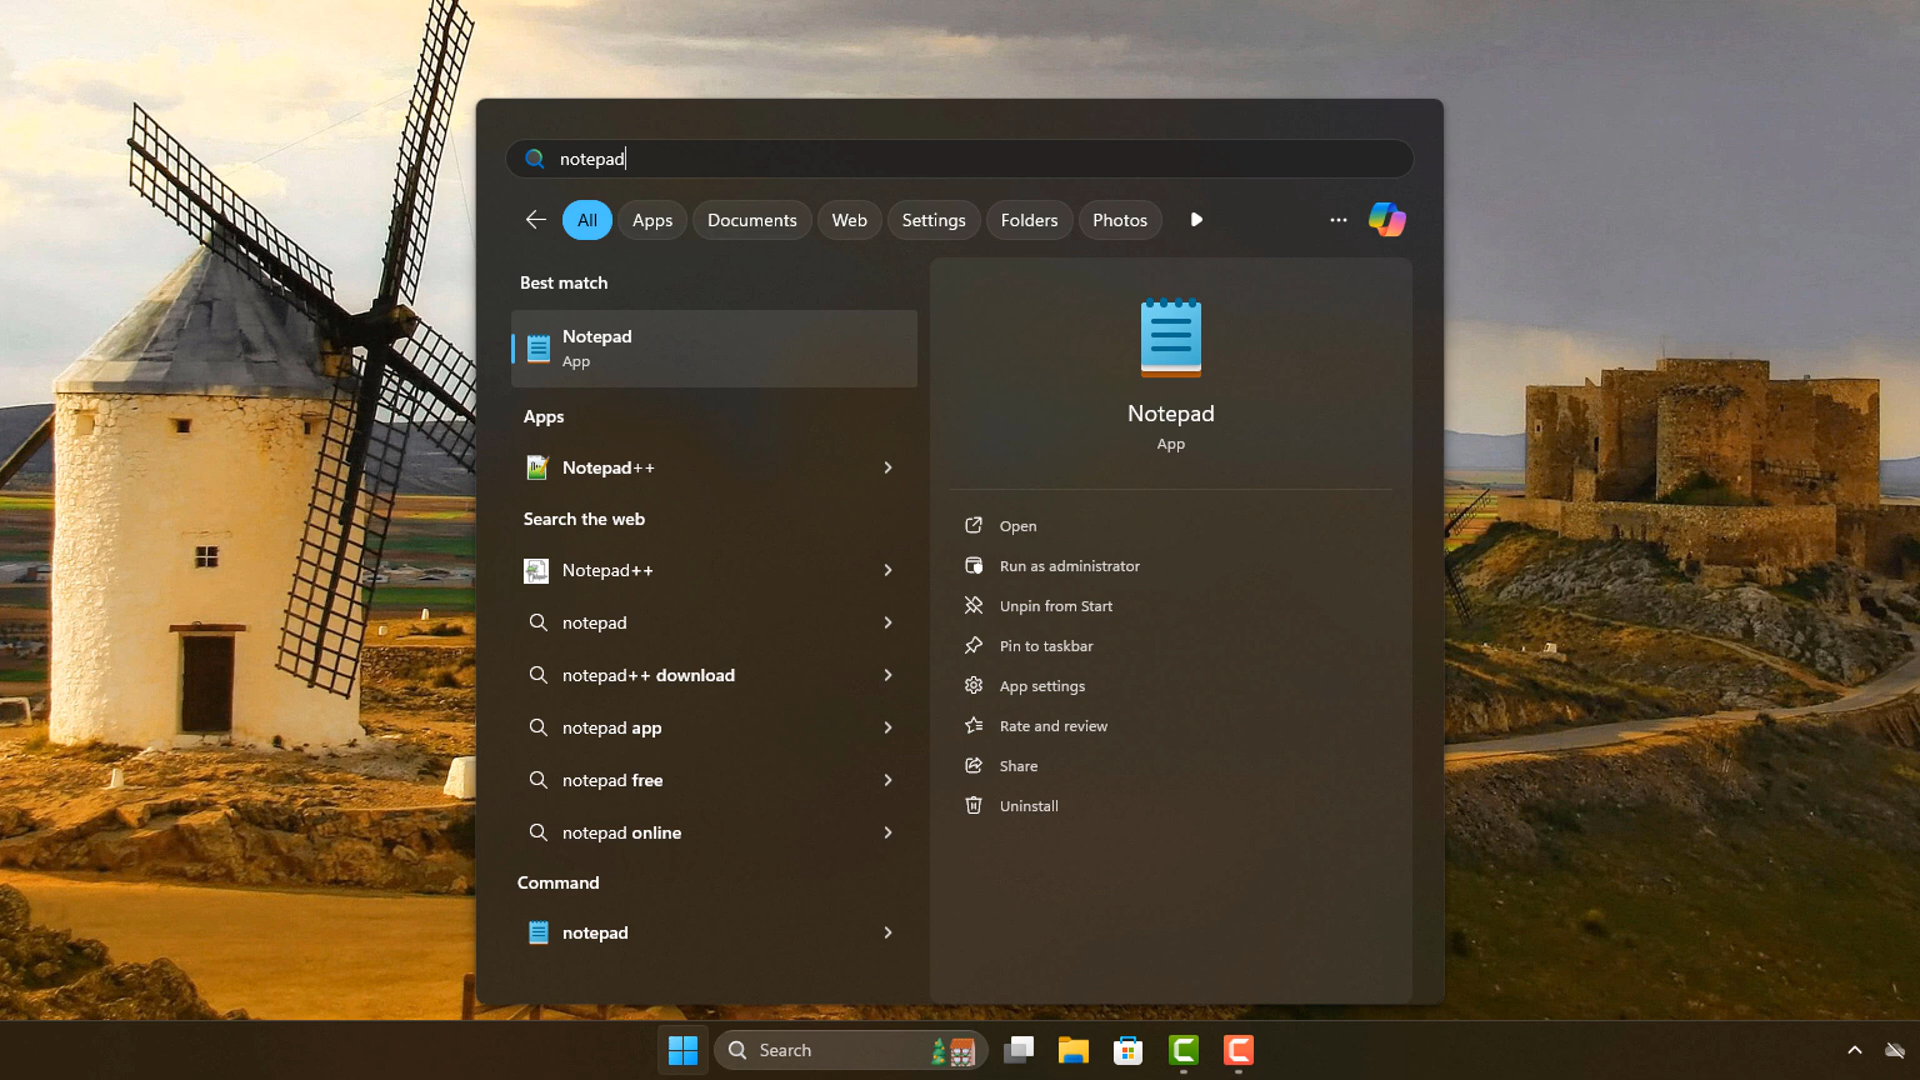 notepad
All Apps Documents Web Settings Folders Photos
Best match
Notepad
App
Apps
Notepad++
Search the web
Notepad++
notepad
notepad++ download
notepad app
notepad free
notepad online
Command
notepad
Notepad
App
Open
Run as administrator
Unpin from Start
Pin to taskbar
App settings
Rate and review
Share
Uninstall
Search